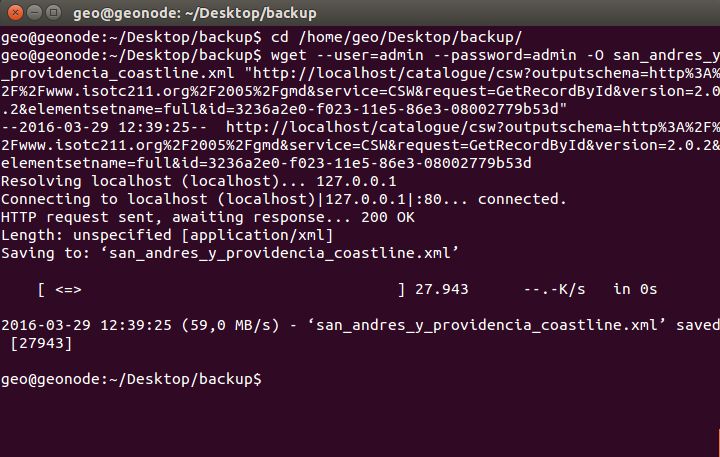 geo@geonode: ~/Desktop/backup
geo@geonode:~/Desktop/backup$ cd /home/geo/Desktop/backup/
geo@geonode:~/Desktop/backup$ wget --user=admin --password=admin -O san_andres_y
_providencia_coastline.xml "http://localhost/catalogue/csw?outputschema=http%3A%
2F%2Fwww.isotc211.org%2F2005%2Fgmd&service=CSW&request=GetRecordById&version=2.0
.2&elementsetname=full&id=3236a2e0-f023-11e5-86e3-08002779b53d"
--2016-03-29 12:39:25--  http://localhost/catalogue/csw?outputschema=http%3A%2F%
2Fwww.isotc211.org%2F2005%2Fgmd&service=CSW&request=GetRecordById&version=2.0.2&
elementsetname=full&id=3236a2e0-f023-11e5-86e3-08002779b53d
Resolving localhost (localhost)... 127.0.0.1
Connecting to localhost (localhost)|127.0.0.1|:80... connected.
HTTP request sent, awaiting response... 200 OK
Length: unspecified [application/xml]
Saving to: ‘san_andres_y_providencia_coastline.xml’
[ <=> ] 27.943 --.-K/s in 0s
2016-03-29 12:39:25 (59,0 MB/s) - ‘san_andres_y_providencia_coastline.xml’ saved
[27943]
geo@geonode:~/Desktop/backup$